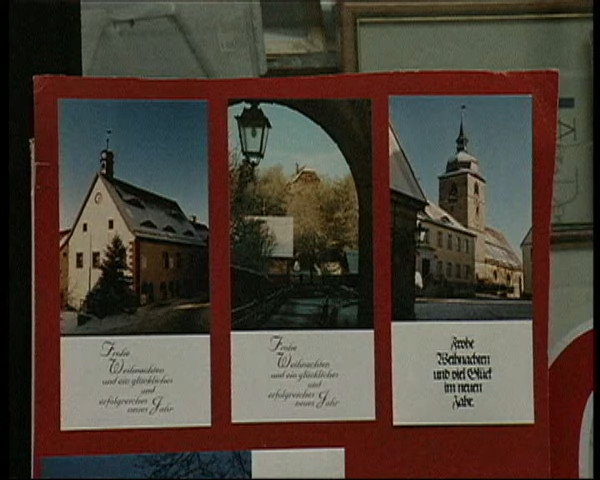 Frohe
Weihnachten
und ein glückliches
und
erfolgreiches
neues Jahr
Frohe
Weihnachten
und ein glückliches
und
erfolgreiches
neues Jahr
Frohe
Weihnachten
und viel Glück
im neuen
Jahr